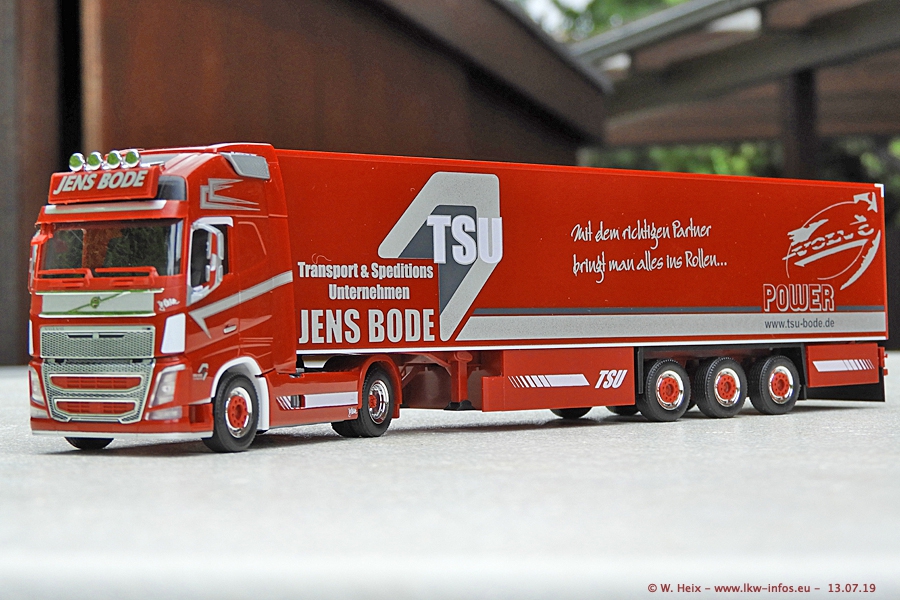 JENS BODE
TSU
Transport & Speditions
Unternehmen
JENS BODE
Mit dem richtigen Partner
bringt man alles ins Rollen...
VOLVO
POWER
www.tsu-bode.de
TSU
© W. Heix - www.lkw-infos.eu - 13.07.19